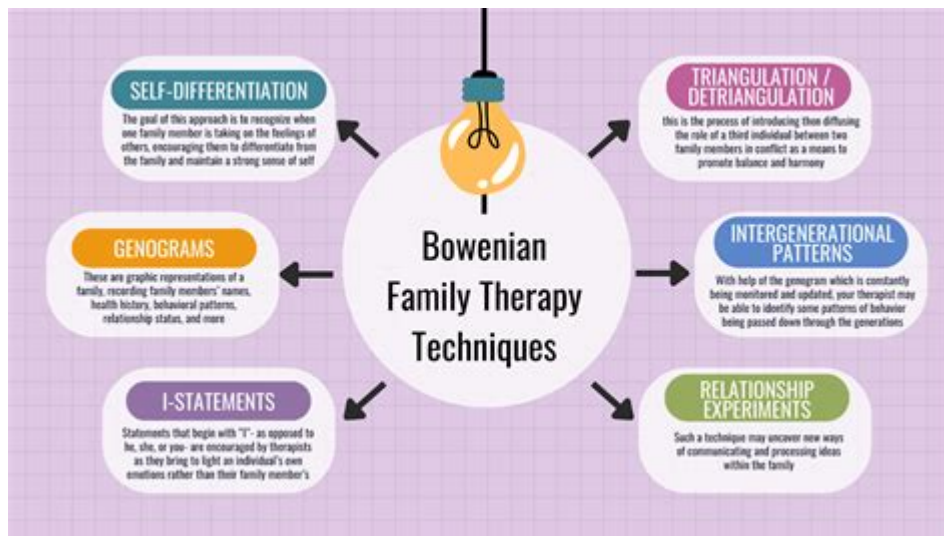 SELF-DIFFERENTIATION
The goal of this approach is to recognize when
one family member is taking on the feelings of
others, encouraging them to differentiate from
the family and maintain a strong sense of self
GENOGRAMS
These are graphic representations of a
family, recording family members' names,
health history, behavioral patterns,
relationship status, and more
I-STATEMENTS
Statements that begin with "I"- as opposed to
he, she, or you- are encouraged by therapists
as they bring to light an individual's own
emotions rather than their family member's
Bowenian
Family Therapy
Techniques
TRIANGULATION /
DETRIANGULATION
this is the process of introducing then diffusing
the role of a third individual between two
family members in conflict as a means to
promote balance and harmony
INTERGENERATIONAL
PATTERNS
With help of the genogram which is constantly
being monitored and updated, your therapist may
be able to identify some patterns of behavior
being passed down through the generations
RELATIONSHIP
EXPERIMENTS
Such a technique may uncover new ways
of communicating and processing ideas
within the family